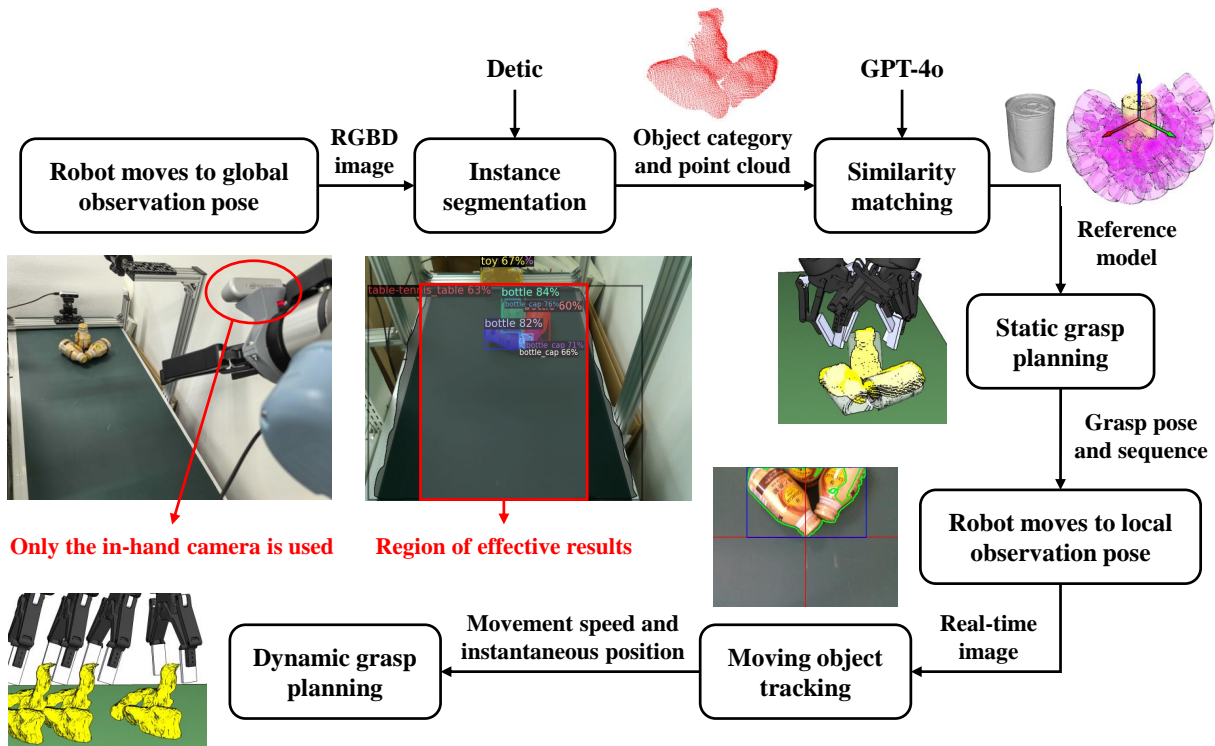 Detic
GPT-4o
Robot moves to global
observation pose
RGBD
image
Instance
segmentation
Object category
and point cloud
Similarity
matching
Reference
model
toy 67%
table-tennis_table 63%
bottle 84%
bottle_cap 76%
60%
bottle 82%
bottle_cap 71%
bottle_cap 66%
Static grasp
planning
Grasp pose
and sequence
Only the in-hand camera is used
Region of effective results
Robot moves to local
observation pose
Real-time
image
Moving object
tracking
Movement speed and
instantaneous position
Dynamic grasp
planning